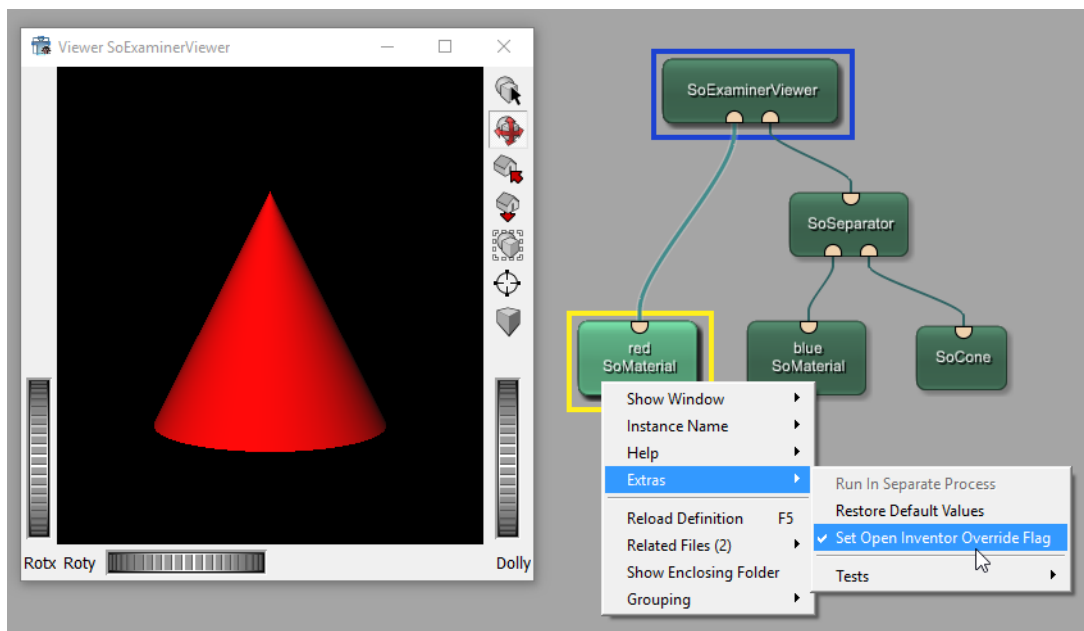 Viewer SoExaminerViewer
Rotx Roty
Dolly
SoExaminerViewer
SoSeparator
red
SoMaterial
blue
SoMaterial
SoCone
Show Window
Instance Name
Help
Extras
Reload Definition F5
Related Files (2)
Show Enclosing Folder
Grouping
Run In Separate Process
Restore Default Values
Set Open Inventor Override Flag
Tests